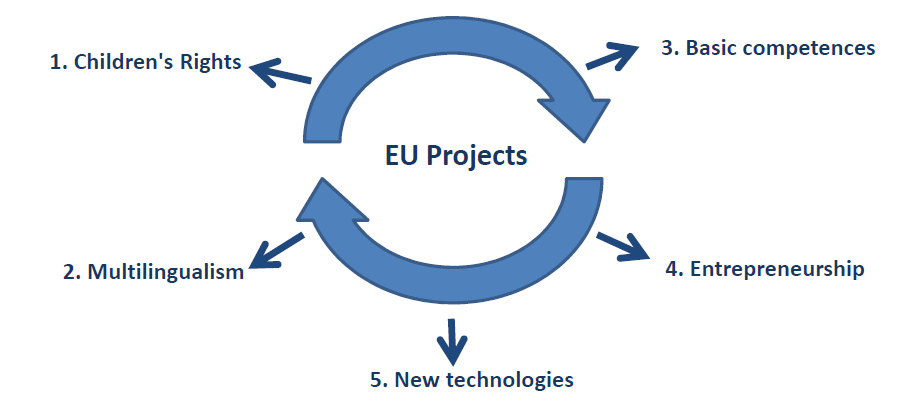 1. Children's Rights
3. Basic competences
EU Projects
2. Multilingualism
4. Entrepreneurship
5. New technologies